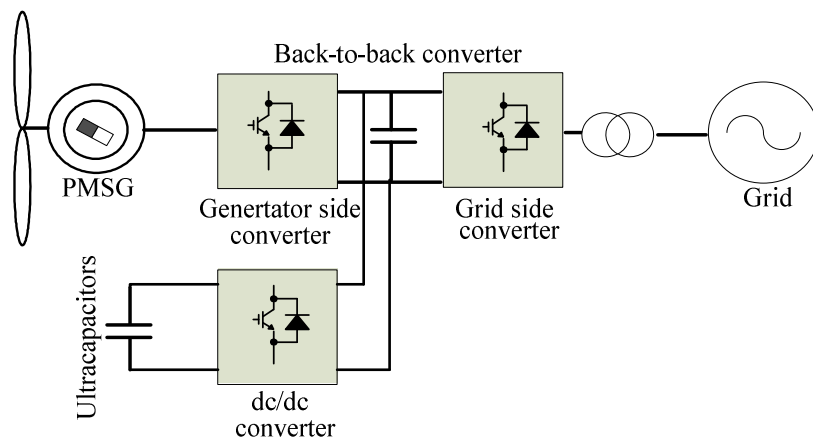 Back-to-back converter
PMSG
Genertator side
converter
Grid side
converter
Grid
Ultracapacitors
dc/dc
converter